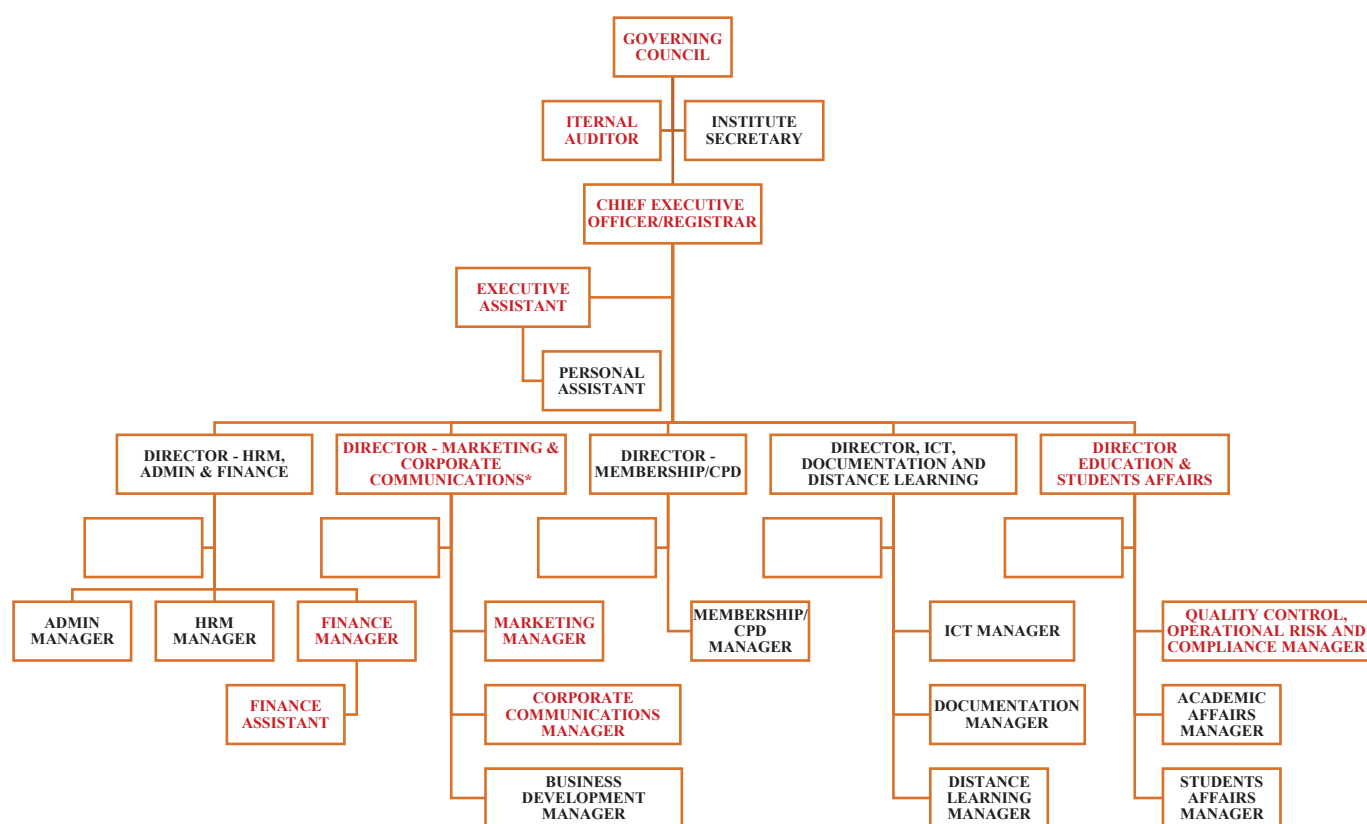 GOVERNING
COUNCIL
ITERNAL
AUDITOR
INSTITUTE
SECRETARY
CHIEF EXECUTIVE
OFFICER/REGISTRAR
EXECUTIVE
ASSISTANT
PERSONAL
ASSISTANT
DIRECTOR - HRM,
ADMIN & FINANCE
DIRECTOR - MARKETING &
CORPORATE
COMMUNICATIONS*
DIRECTOR -
MEMBERSHIP/CPD
DIRECTOR, ICT,
DOCUMENTATION AND
DISTANCE LEARNING
DIRECTOR
EDUCATION &
STUDENTS AFFAIRS
ADMIN
MANAGER
HRM
MANAGER
FINANCE
MANAGER
MARKETING
MANAGER
MEMBERSHIP/
CPD
MANAGER
ICT MANAGER
QUALITY CONTROL,
OPERATIONAL RISK AND
COMPLIANCE MANAGER
FINANCE
ASSISTANT
CORPORATE
COMMUNICATIONS
MANAGER
DOCUMENTATION
MANAGER
ACADEMIC
AFFAIRS
MANAGER
BUSINESS
DEVELOPMENT
MANAGER
DISTANCE
LEARNING
MANAGER
STUDENTS
AFFAIRS
MANAGER